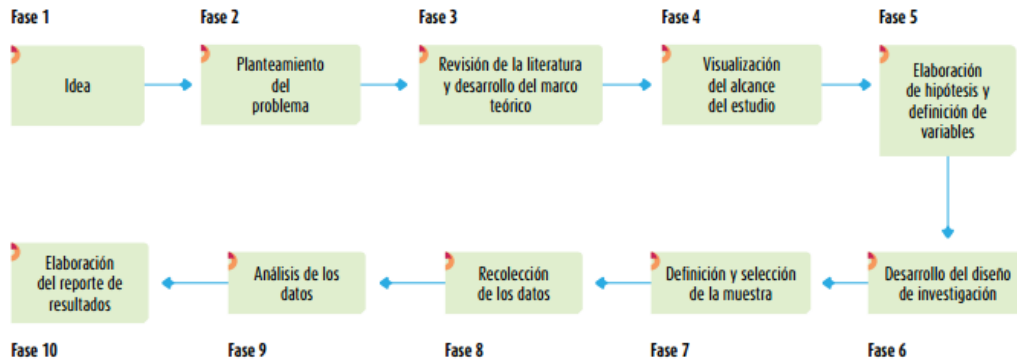 Fase 1
Idea
Fase 2
Planteamiento
del
problema
Fase 3
Revisión de la literatura
y desarrollo del marco
teórico
Fase 4
Visualización
del alcance
del estudio
Fase 5
Elaboración
de hipótesis y
definición de
variables
Desarrollo del diseño
de investigación
Fase 6
Definición y selección
de la muestra
Fase 7
Recolección
de los datos
Fase 8
Análisis de los
datos
Fase 9
Elaboración
del reporte de
resultados
Fase 10